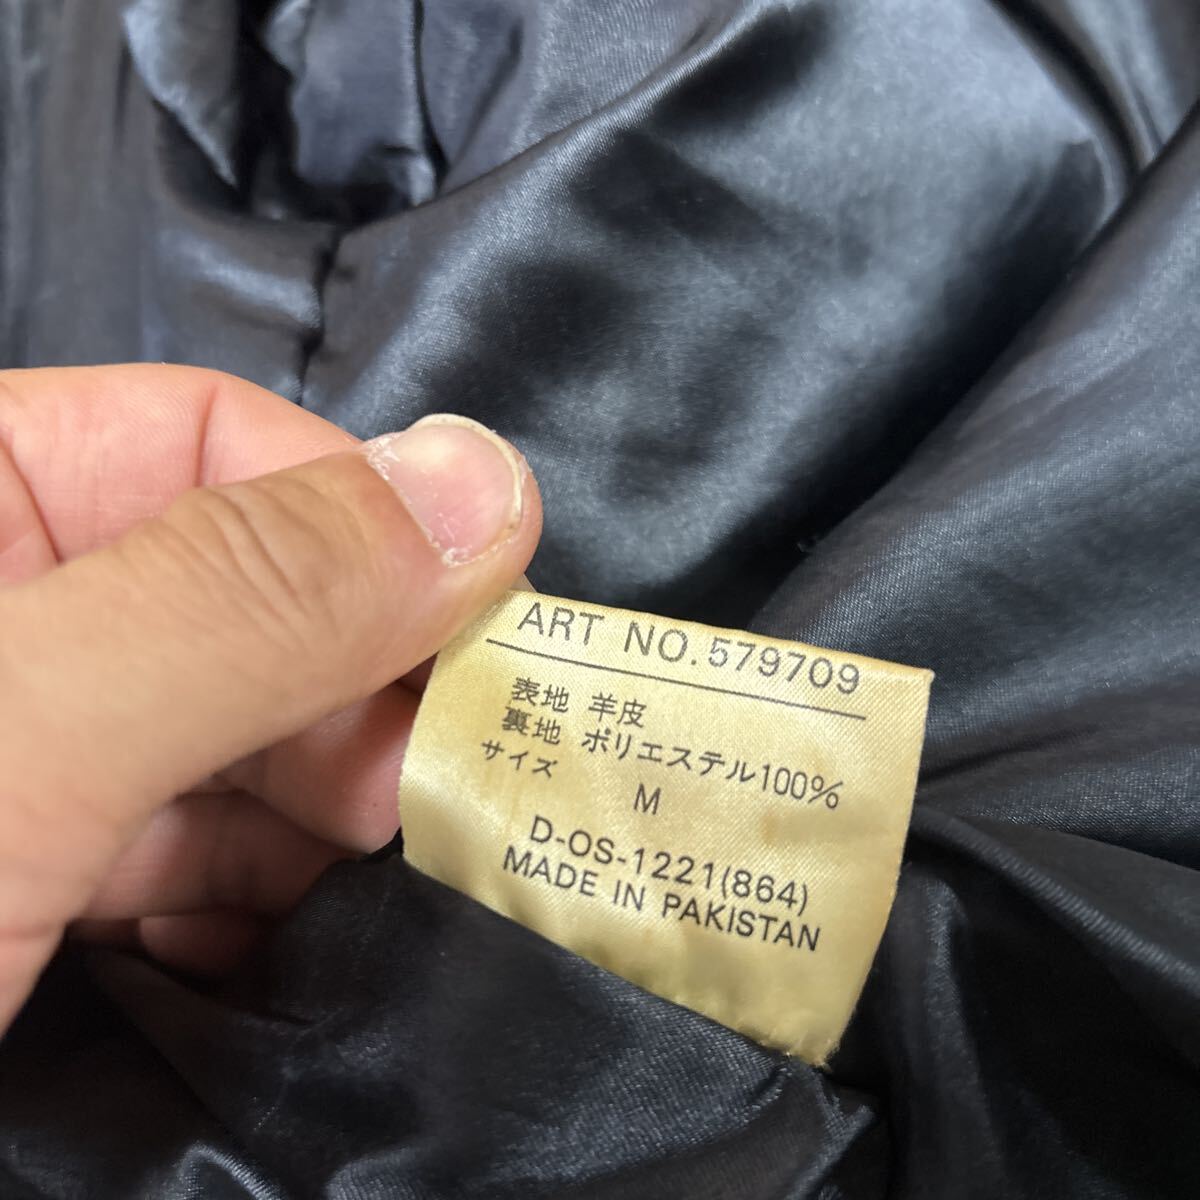 ART NO.579709
表地 羊皮
裏地 ポリエステル100%
サイズ
M
D-OS-1221(864)
MADE IN PAKISTAN